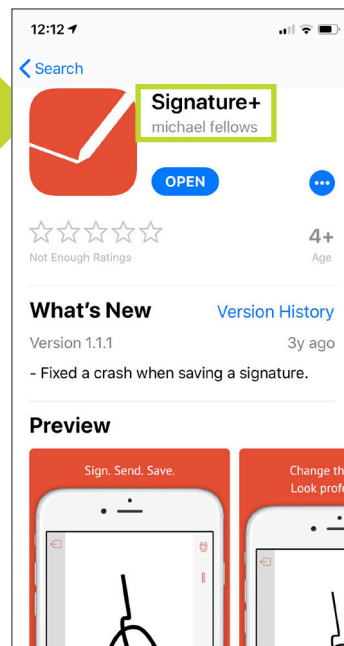 12:12
Search
Signature+
michael fellows
OPEN
Not Enough Ratings
4+
Age
What's New
Version History
Version 1.1.1
3y ago
- Fixed a crash when saving a signature.
Preview
Sign. Send. Save.
Change th
Look profe